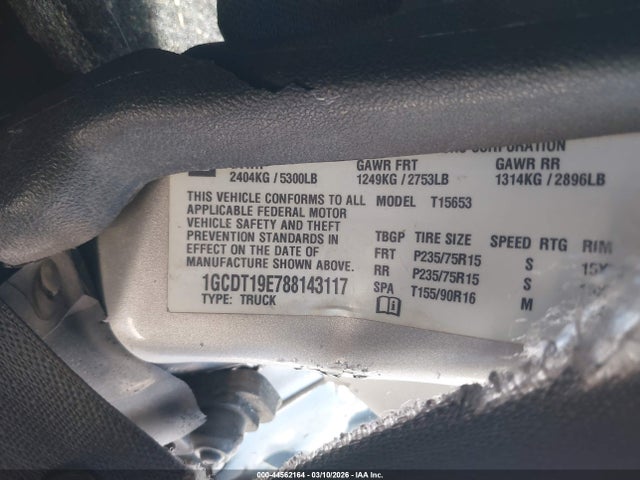 CORPORATION
GAWR FRT GAWR RR
2404KG / 5300LB 1249KG / 2753LB 1314KG / 2896LB
THIS VEHICLE CONFORMS TO ALL
APPLICABLE FEDERAL MOTOR
VEHICLE SAFETY AND THEFT
PREVENTION STANDARDS IN
EFFECT ON THE DATE OF
MANUFACTURE SHOWN ABOVE.
1GCDT19E788143117
TYPE: TRUCK
MODEL T15653
TBGP TIRE SIZE SPEED RTG RIM
FRT P235/75R15 S
RR P235/75R15 S
SPA T155/90R16 M
000-44562164 - 03/10/2026 - IAA Inc.